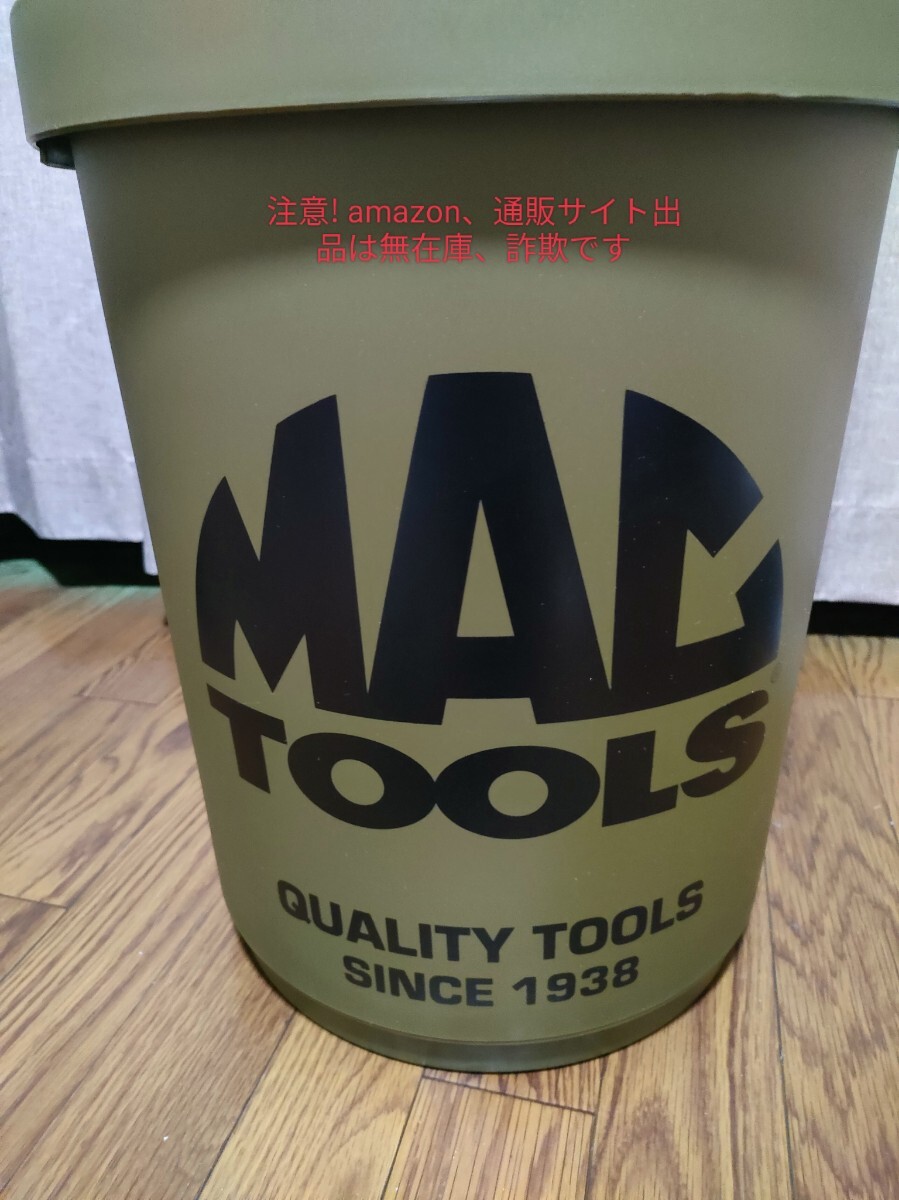 注意! amazon、通販サイト出
品は無在庫、詐欺です
MAC
TOOLS
QUALITY TOOLS
SINCE 1938